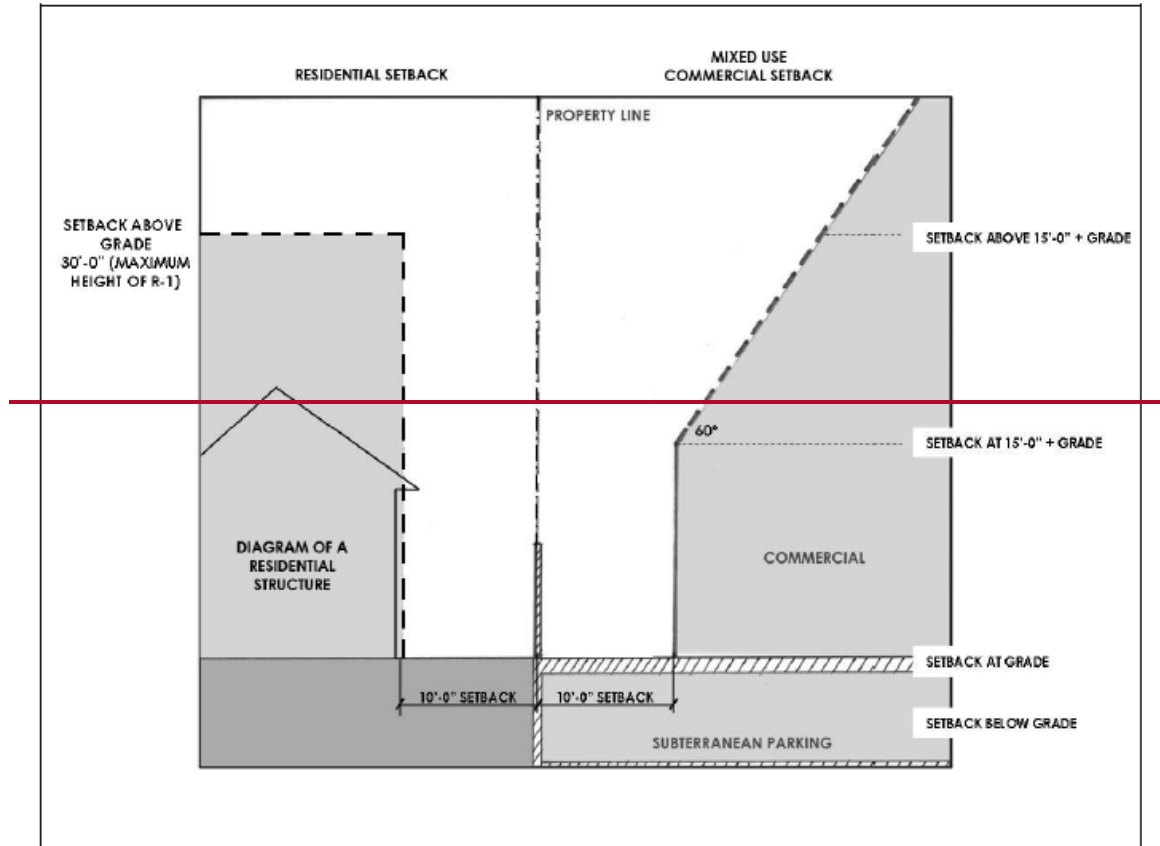 RESIDENTIAL SETBACK
MIXED USE
COMMERCIAL SETBACK
PROPERTY LINE
SETBACK ABOVE
GRADE
30'-0" (MAXIMUM
HEIGHT OF R-1)
SETBACK ABOVE 15'-0" + GRADE
60°
SETBACK AT 15'-0" + GRADE
DIAGRAM OF A
RESIDENTIAL
STRUCTURE
COMMERCIAL
SETBACK AT GRADE
10'-0" SETBACK
10'-0" SETBACK
SETBACK BELOW GRADE
SUBTERRANEAN PARKING